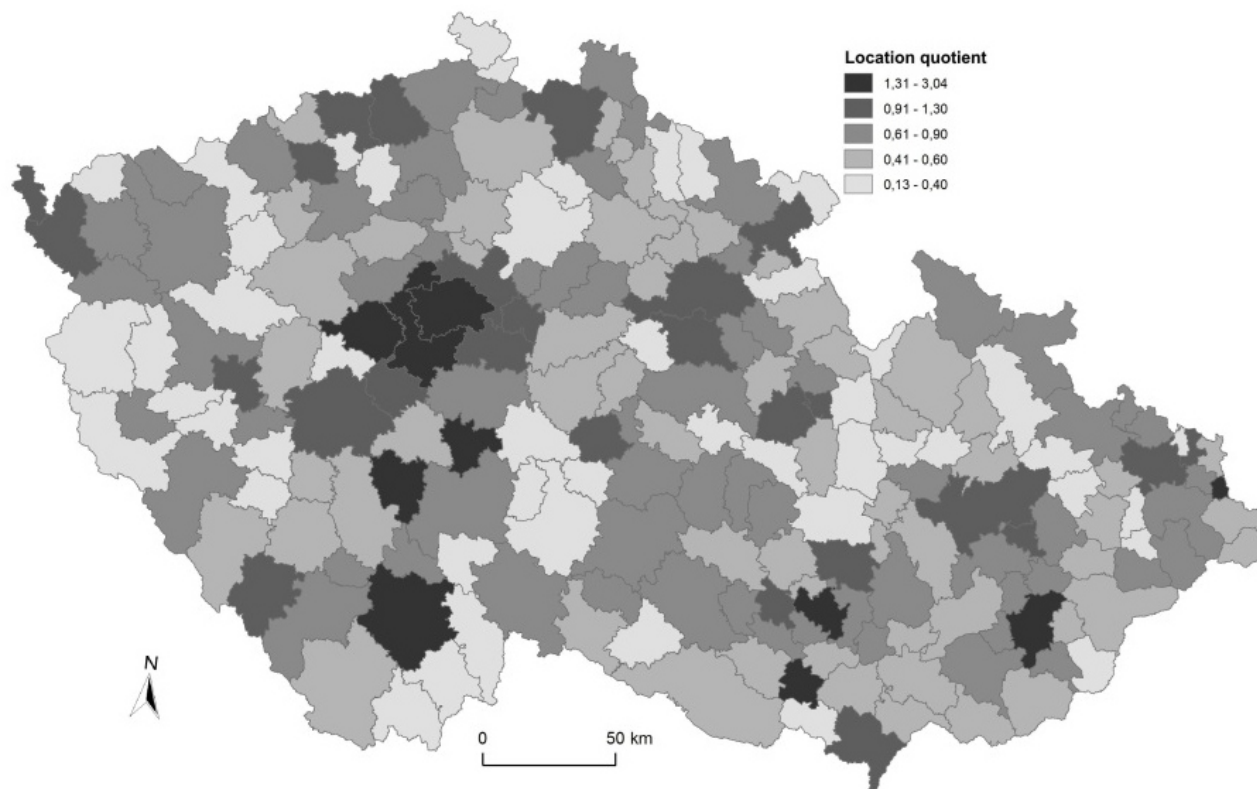 Location quotient
1,31 - 3,04
0,91 - 1,30
0,61 - 0,90
0,41 - 0,60
0,13 - 0,40
N
0 50 km